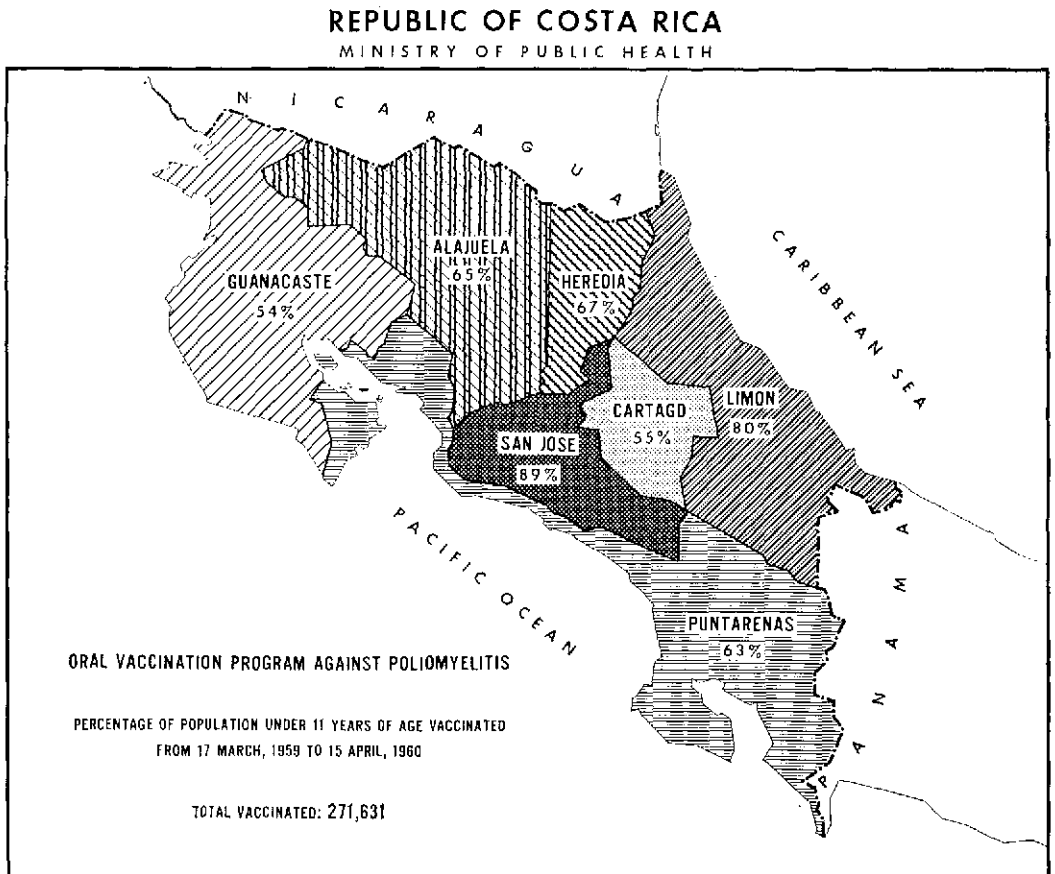 REPUBLIC OF COSTA RICA
MINISTRY OF PUBLIC HEALTH
NICARAGUA
CARIBBEAN SEA
ALAJUELA
65%
HEREDIA
67%
GUANACASTE
54%
LIMON
80%
CARTAGO
55%
SAN JOSE
89%
PACIFIC OCEAN
PANAMA
PUNTARENAS
63%
ORAL VACCINATION PROGRAM AGAINST POLIOMYELITIS
PERCENTAGE OF POPULATION UNDER 11 YEARS OF AGE VACCINATED
FROM 17 MARCH, 1959 TO 15 APRIL, 1960
TOTAL VACCINATED: 271,631